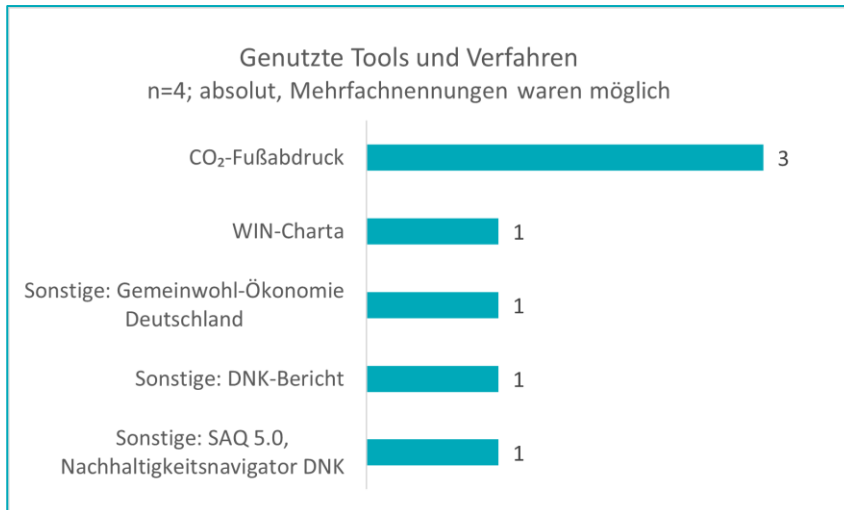 Genutzte Tools und Verfahren
n=4; absolut, Mehrfachnennungen waren möglich
CO₂-Fußabdruck
3
WIN-Charta
1
Sonstige: Gemeinwohl-Ökonomie
Deutschland
1
Sonstige: DNK-Bericht
1
Sonstige: SAQ 5.0,
Nachhaltigkeitsnavigator DNK
1